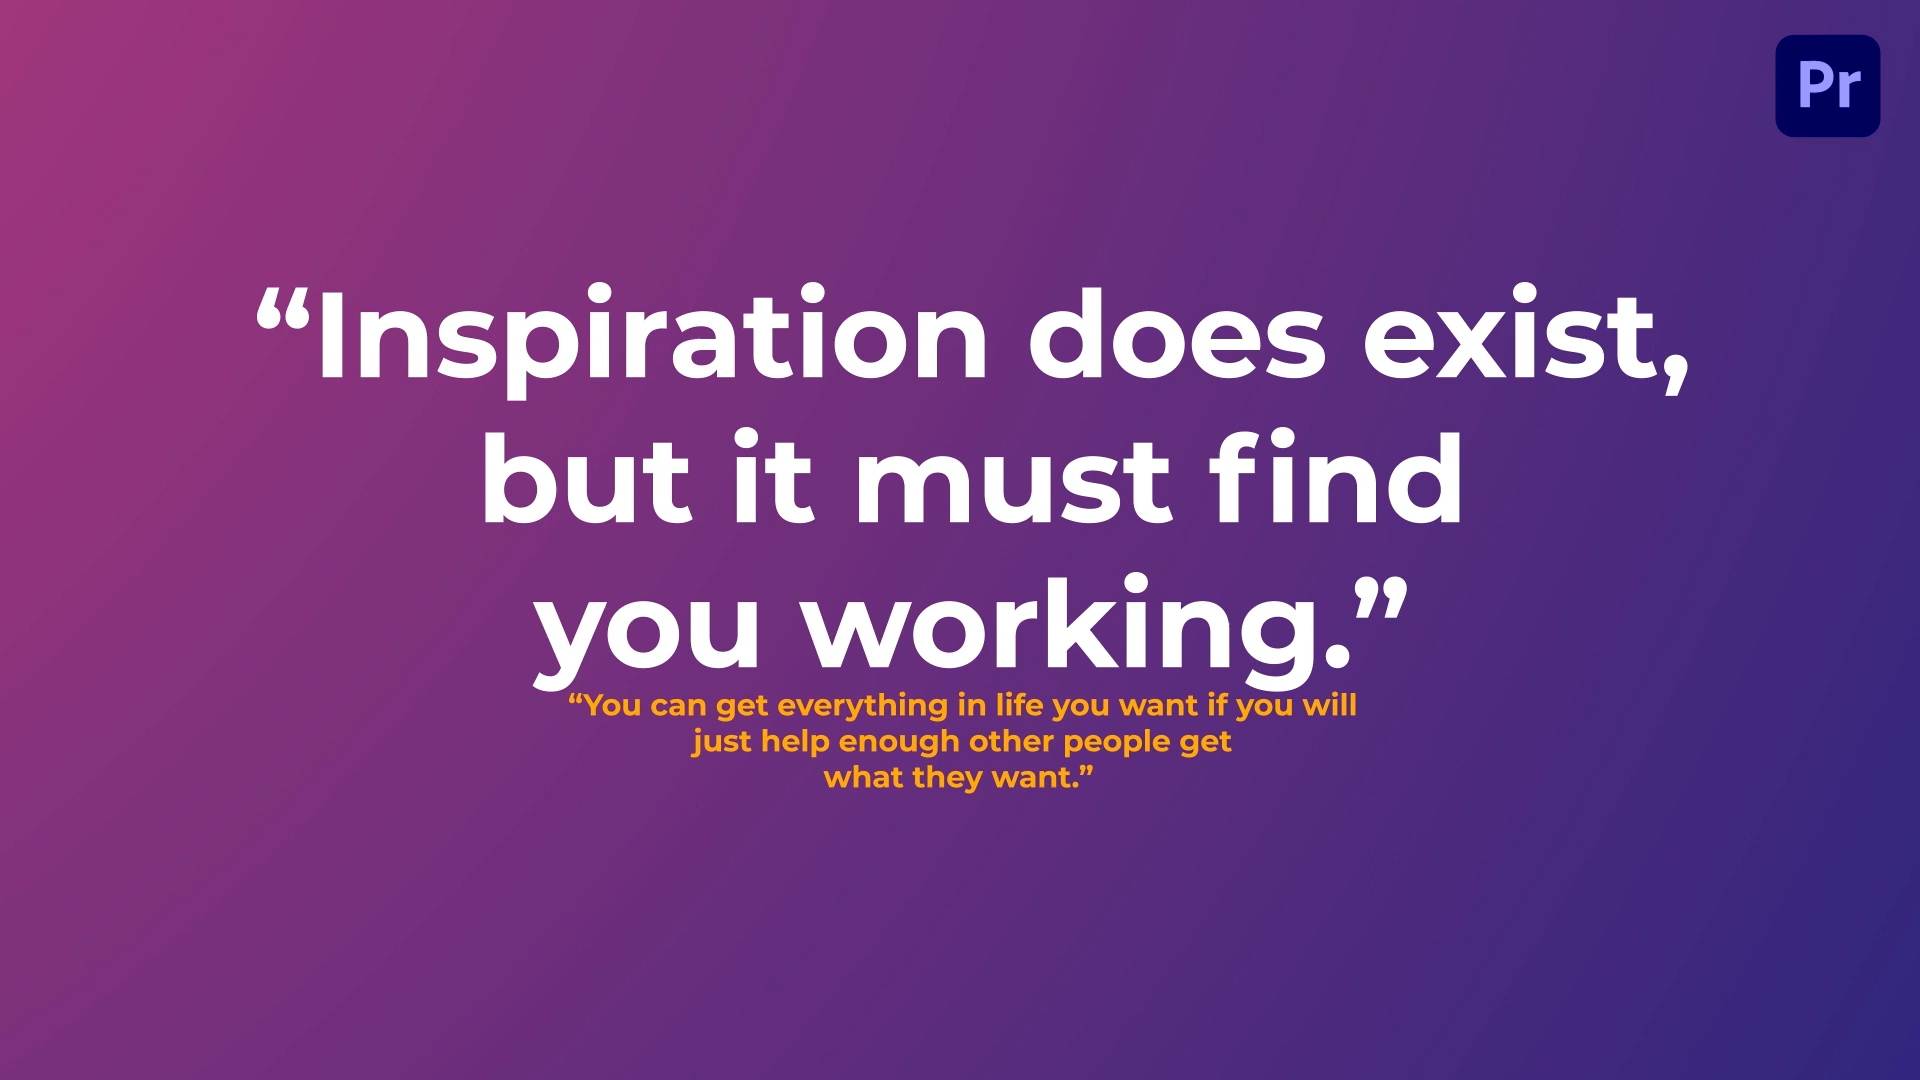 Pr
“Inspiration does exist,
but it must find
you working.”
“You can get everything in life you want if you will
just help enough other people get
what they want.”